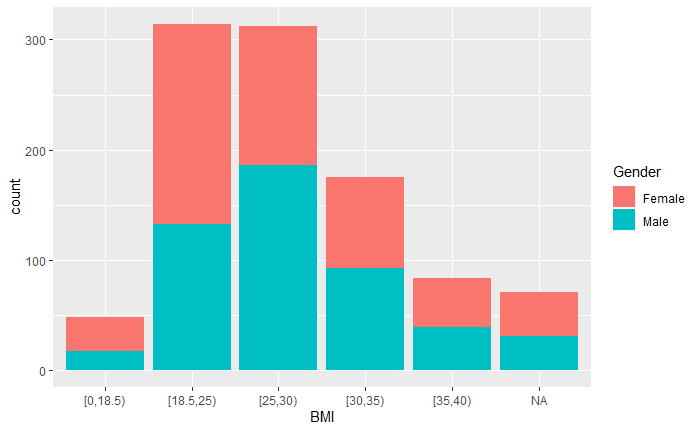 300
200
100
0
count
[0,18.5)
[18.5,25)
[25,30)
[30,35)
[35,40)
NA
BMI
Gender
Female
Male